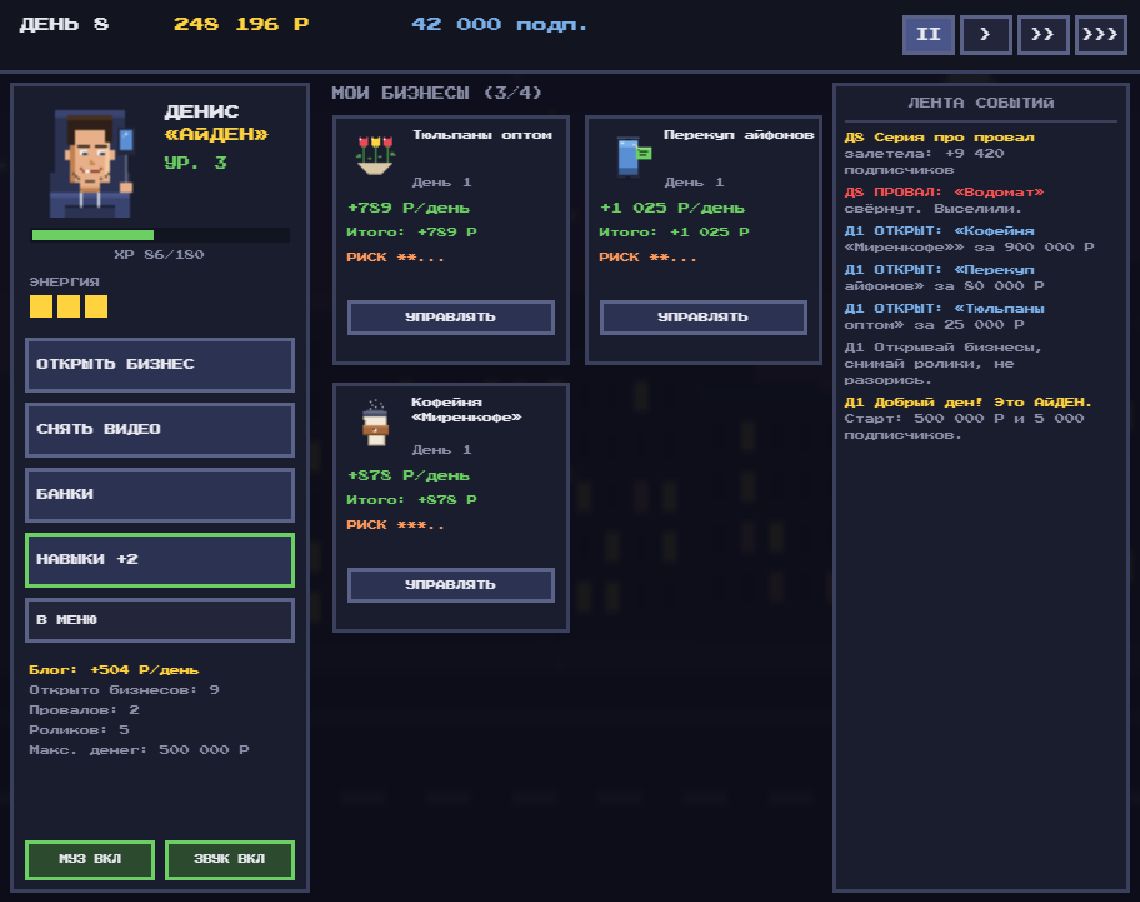 ДЕНЬ 8
248 196 Р
42 000 подп.
II
>
>>
>>>
ДЕНИС
«АйДЕН»
УР. 3
XP 86/180
ЭНЕРГИЯ
ОТКРЫТЬ БИЗНЕС
СНЯТЬ ВИДЕО
БАНКИ
НАВЫКИ +2
В МЕНЮ
Блог: +504 Р/день
Открыто бизнесов: 9
Провалов: 2
Роликов: 5
Макс. денег: 500 000 Р
МУЗ ВКЛ
ЗВУК ВКЛ
МОИ БИЗНЕСЫ (3/4)
Тюльпаны оптом
День 1
+789 Р/день
Итого: +789 Р
РИСК **...
УПРАВЛЯТЬ
Перекуп айфонов
День 1
+1 025 Р/день
Итого: +1 025 Р
РИСК **...
УПРАВЛЯТЬ
Кофейня
«Миренкофе»
День 1
+878 Р/день
Итого: +878 Р
РИСК ***..
УПРАВЛЯТЬ
ЛЕНТА СОБЫТИЙ
Д8 Серия про провал
залетела: +9 420
подписчиков
Д8 ПРОВАЛ: «Водомат»
свёрнут. Выселили.
Д1 ОТКРЫТ: «Кофейня
«Миренкофе»» за 900 000 Р
Д1 ОТКРЫТ: «Перекуп
айфонов» за 80 000 Р
Д1 ОТКРЫТ: «Тюльпаны
оптом» за 25 000 Р
Д1 Открывай бизнесы,
снимай ролики, не
разорись.
Д1 Добрый ден! Это АйДЕН.
Старт: 500 000 Р и 5 000
подписчиков.